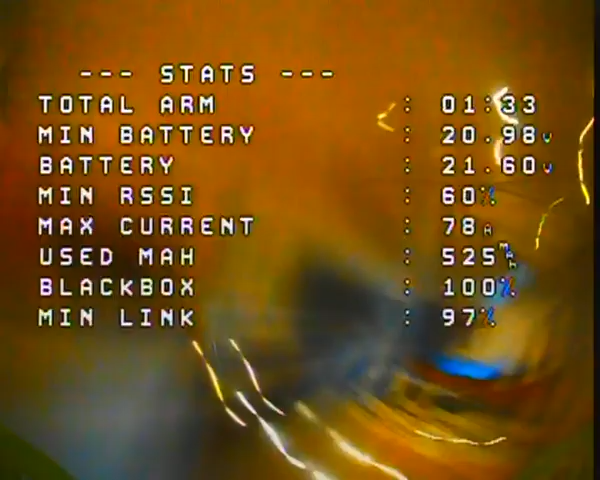 --- STATS ---
TOTAL ARM : 01:33
MIN BATTERY : 20.98V
BATTERY : 21.60V
MIN RSSI : 60%
MAX CURRENT : 78A
USED MAH : 525mAh
BLACKBOX : 100%
MIN LINK : 97%